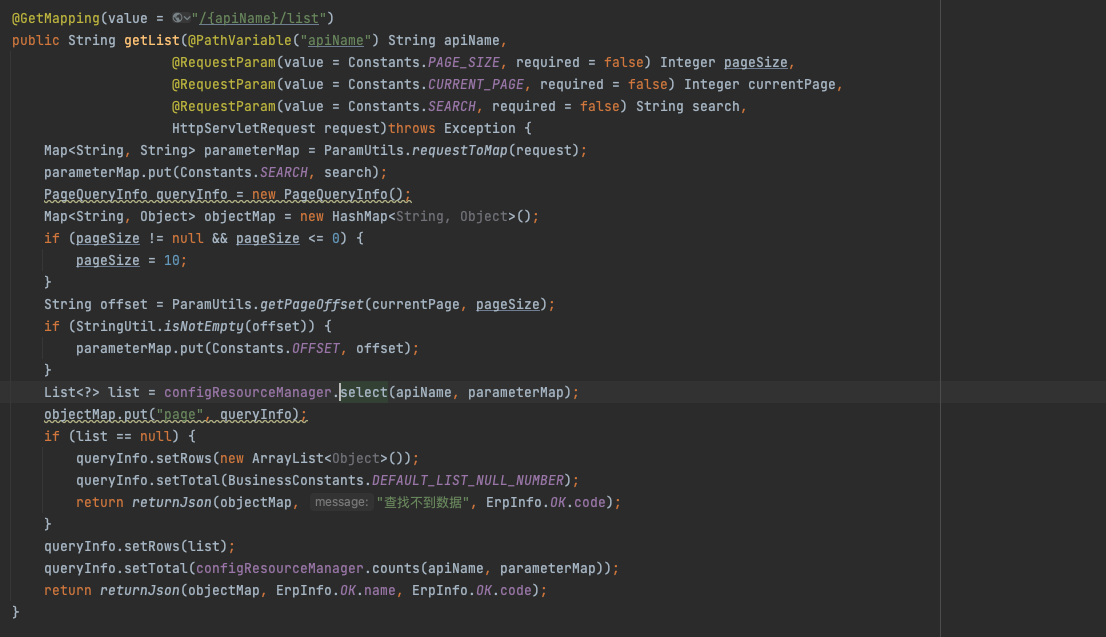 @GetMapping(value = "/{apiName}/list")
public String getList(@PathVariable("apiName") String apiName,
@RequestParam(value = Constants.PAGE_SIZE, required = false) Integer pageSize,
@RequestParam(value = Constants.CURRENT_PAGE, required = false) Integer currentPage,
@RequestParam(value = Constants.SEARCH, required = false) String search,
HttpServletRequest request)throws Exception {
Map<String, String> parameterMap = ParamUtils.requestToMap(request);
parameterMap.put(Constants.SEARCH, search);
PageQueryInfo queryInfo = new PageQueryInfo();
Map<String, Object> objectMap = new HashMap<String, Object>();
if (pageSize != null && pageSize <= 0) {
pageSize = 10;
}
String offset = ParamUtils.getPageOffset(currentPage, pageSize);
if (StringUtil.isNotEmpty(offset)) {
parameterMap.put(Constants.OFFSET, offset);
}
List<?> list = configResourceManager.select(apiName, parameterMap);
objectMap.put("page", queryInfo);
if (list == null) {
queryInfo.setRows(new ArrayList<Object>());
queryInfo.setTotal(BusinessConstants.DEFAULT_LIST_NULL_NUMBER);
return returnJson(objectMap, message: "查找不到数据", ErpInfo.OK.code);
}
queryInfo.setRows(list);
queryInfo.setTotal(configResourceManager.counts(apiName, parameterMap));
return returnJson(objectMap, ErpInfo.OK.name, ErpInfo.OK.code);
}